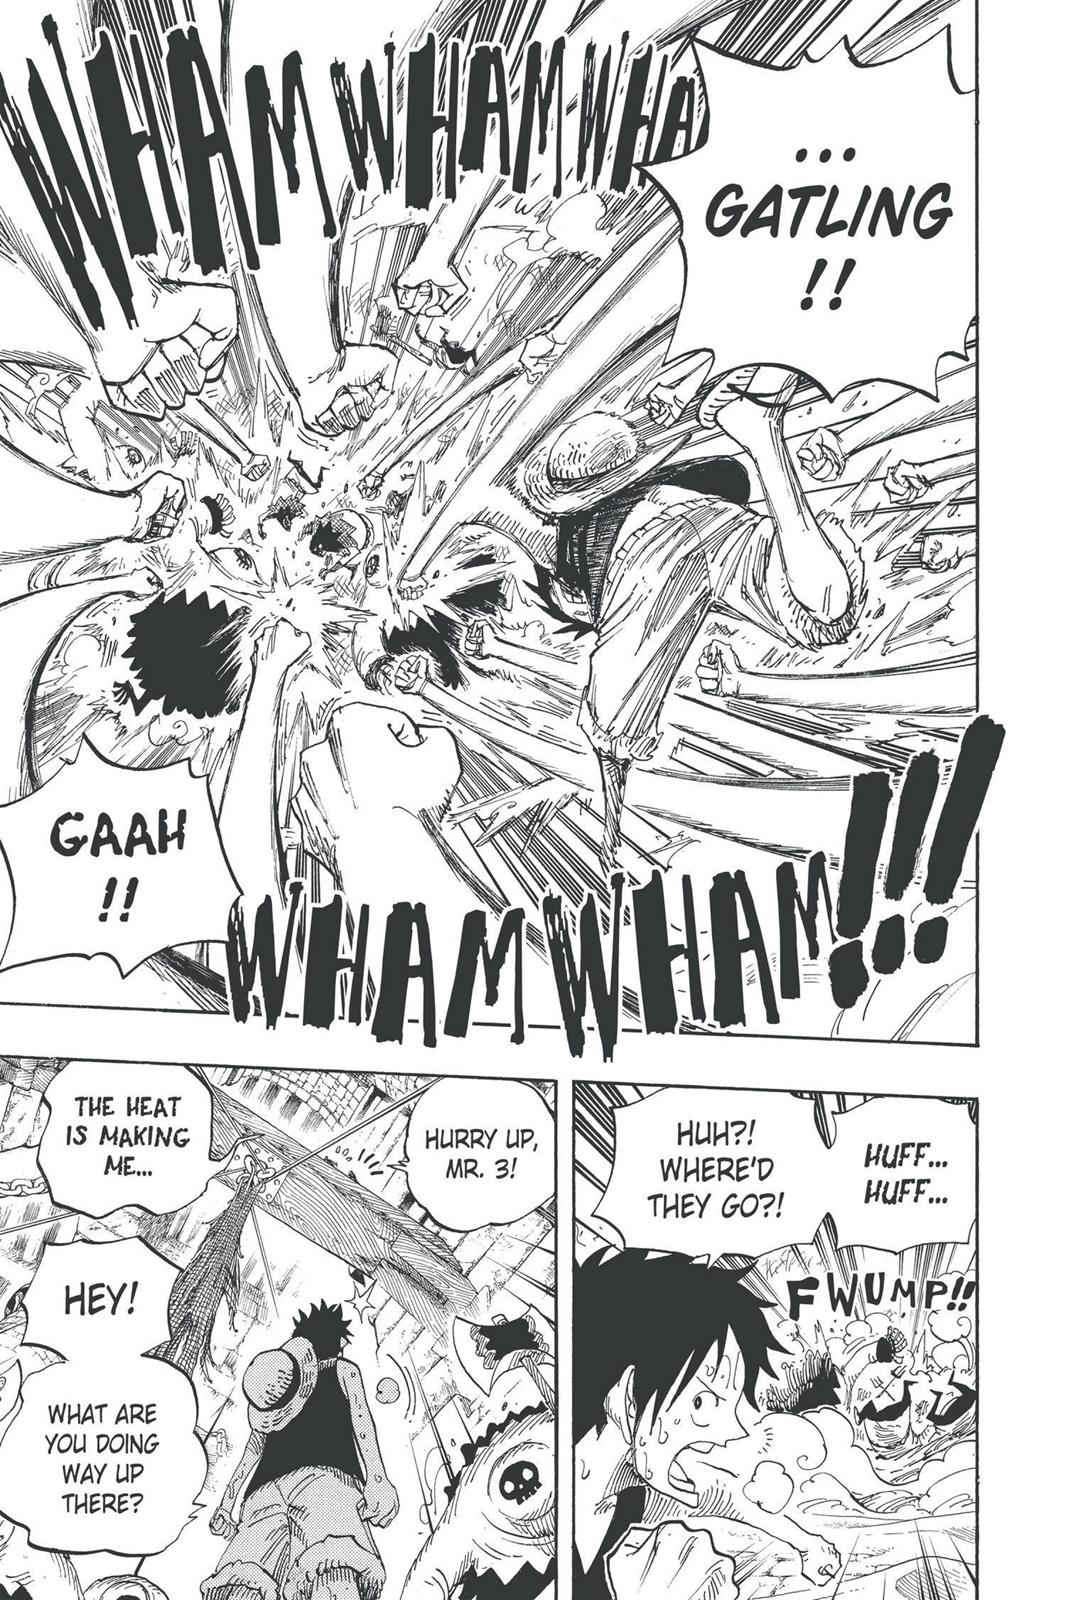 WHAM WHAM WHA
...
GATLING
!!
GAAH
!!
WHAM WHAM!!!
HUFF...
HUFF...
HUH?!
WHERE'D
THEY GO?!
FWUMP!!
HURRY UP,
MR. 3!
THE HEAT
IS MAKING
ME...
HEY!
WHAT ARE
YOU DOING
WAY UP
THERE?